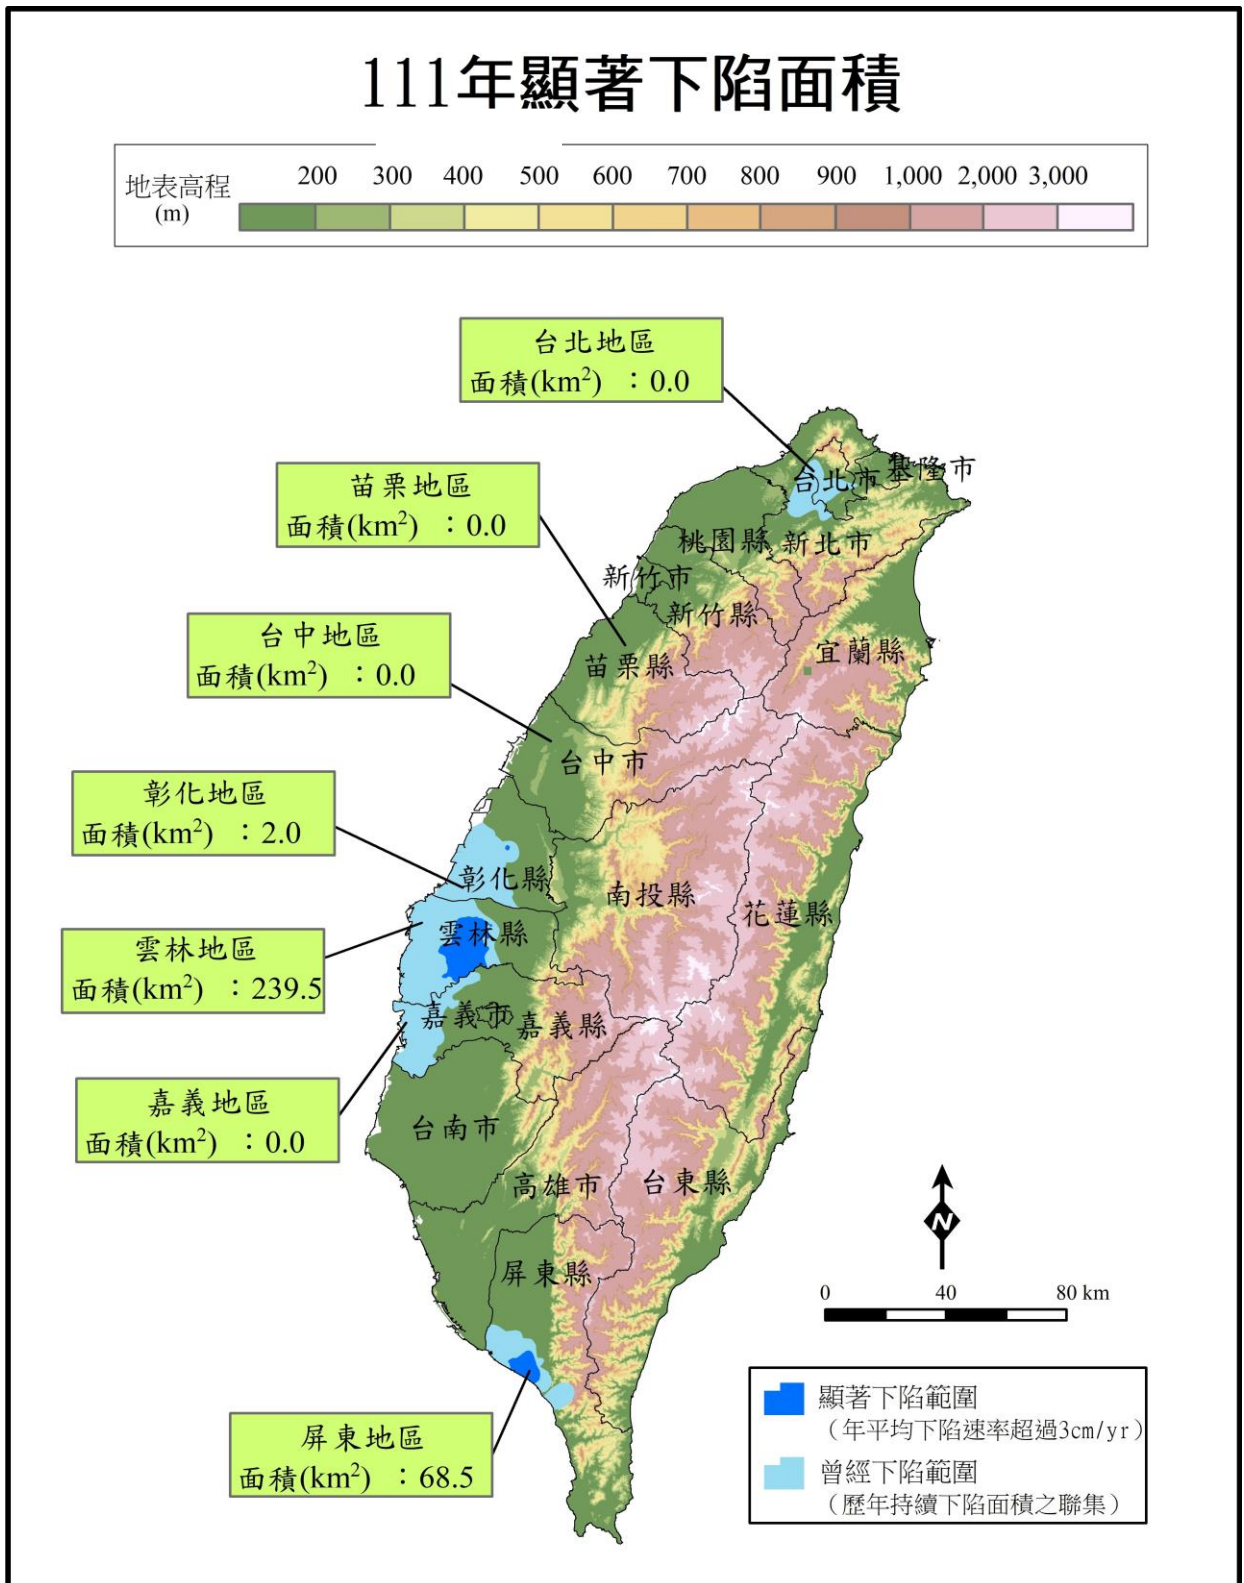 111年顯著下陷面積
地表高程
(m)
200 300 400 500 600 700 800 900 1,000 2,000 3,000
台北地區
面積(km²) ：0.0
苗栗地區
面積(km²) ：0.0
台中地區
面積(km²) ：0.0
彰化地區
面積(km²) ：2.0
雲林地區
面積(km²) ：239.5
嘉義地區
面積(km²) ：0.0
屏東地區
面積(km²) ：68.5
台北市
基隆市
桃園縣
新北市
新竹市
新竹縣
苗栗縣
宜蘭縣
台中市
彰化縣
南投縣
花蓮縣
雲林縣
嘉義市
嘉義縣
台南市
高雄市
台東縣
屏東縣
N
0 40 80 km
顯著下陷範圍
（年平均下陷速率超過3cm/yr）
曾經下陷範圍
（歷年持續下陷面積之聯集）